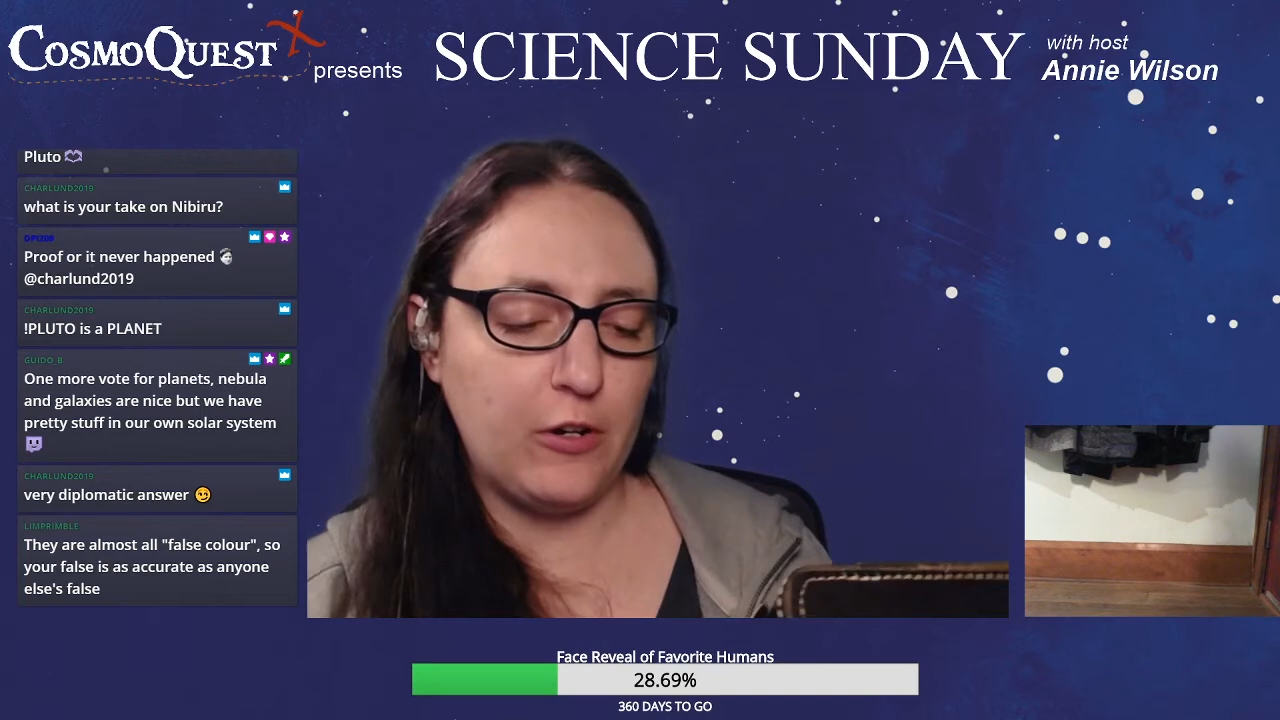 CosmoQuest X
presents
SCIENCE SUNDAY
with host
Annie Wilson
Pluto
CHARLUND2019
what is your take on Nibiru?
Proof or it never happened
@charlund2019
CHARLUND2019
!PLUTO is a PLANET
GUIDO_B
One more vote for planets, nebula
and galaxies are nice but we have
pretty stuff in our own solar system
CHARLUND2019
very diplomatic answer
LIMPRIMBLE
They are almost all "false colour", so
your false is as accurate as anyone
else's false
Face Reveal of Favorite Humans
28.69%
360 DAYS TO GO